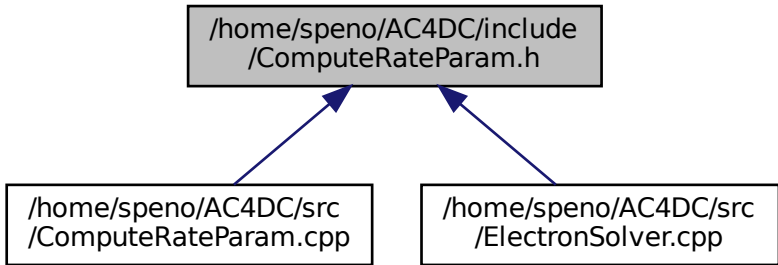 /home/speno/AC4DC/include
/ComputeRateParam.h
/home/speno/AC4DC/src
/ComputeRateParam.cpp
/home/speno/AC4DC/src
/ElectronSolver.cpp